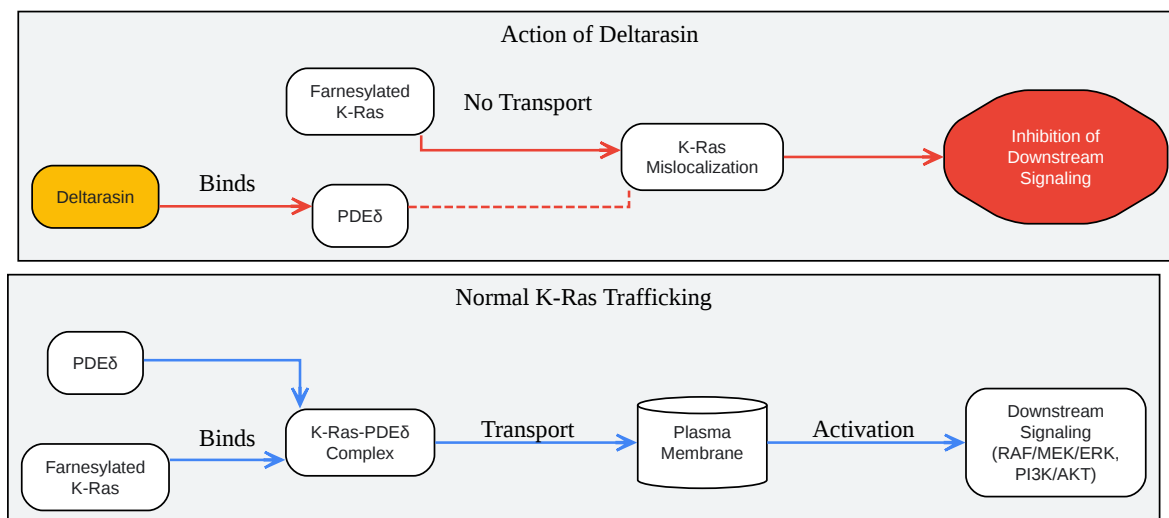 Action of Deltarasin
Farnesylated
K-Ras
No Transport
K-Ras
Mislocalization
Inhibition of
Downstream
Signaling
Deltarasin
Binds
PDEδ
Normal K-Ras Trafficking
PDEδ
Farnesylated
K-Ras
Binds
K-Ras-PDEδ
Complex
Transport
Plasma
Membrane
Activation
Downstream
Signaling
(RAF/MEK/ERK,
PI3K/AKT)